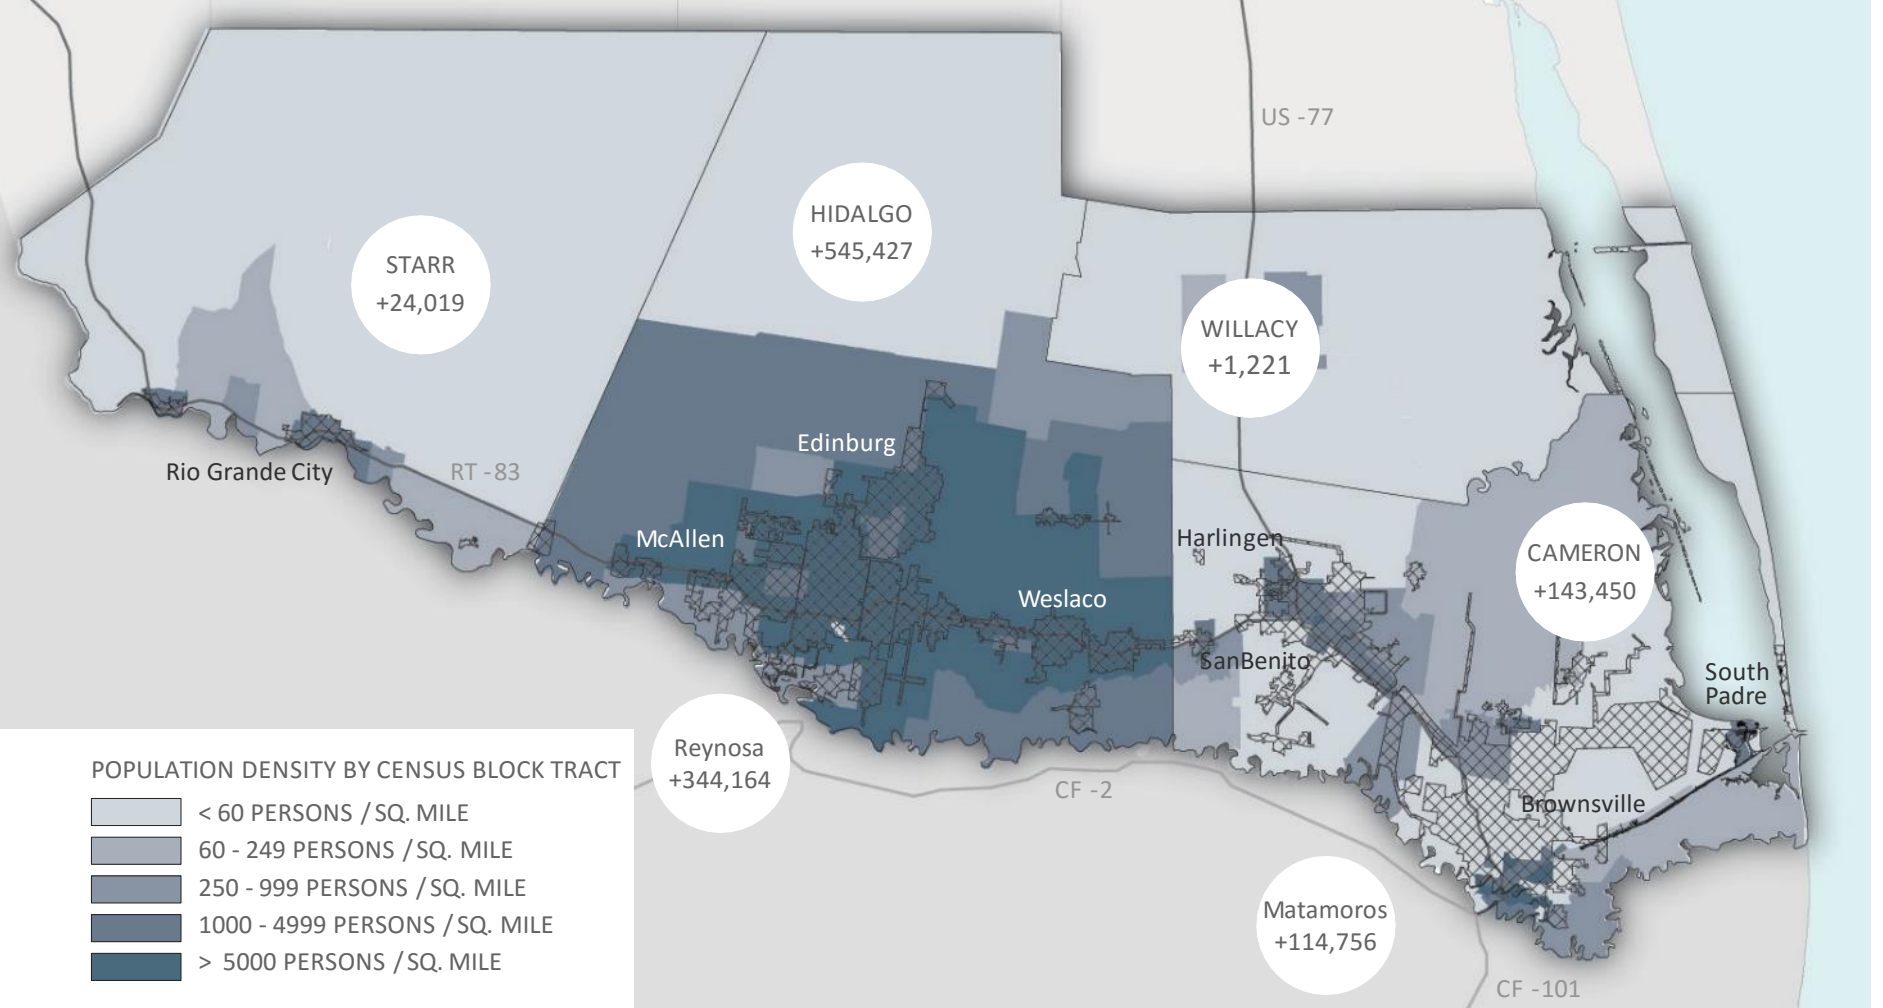 US -77
HIDALGO
+545,427
STARR
+24,019
WILLACY
+1,221
Edinburg
Rio Grande City
RT -83
McAllen
Harlingen
CAMERON
+143,450
Weslaco
SanBenito
South
Padre
Reynosa
+344,164
CF -2
Brownsville
Matamoros
+114,756
CF -101
POPULATION DENSITY BY CENSUS BLOCK TRACT
< 60 PERSONS / SQ. MILE
60 - 249 PERSONS / SQ. MILE
250 - 999 PERSONS / SQ. MILE
1000 - 4999 PERSONS / SQ. MILE
> 5000 PERSONS / SQ. MILE